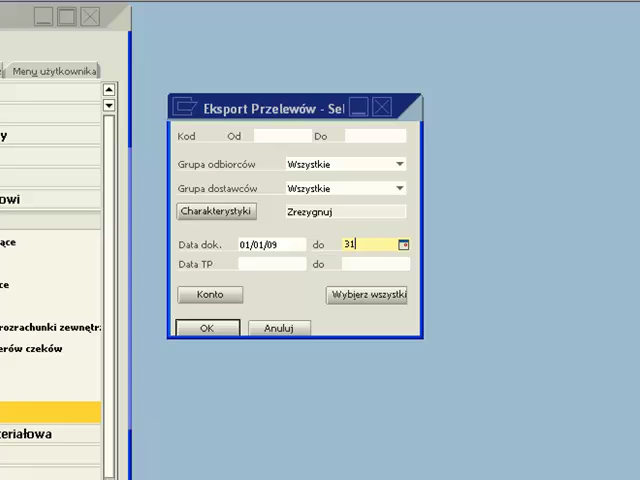 Menu użytkownika
y
owi
ące
ce
rozrachunki zewnętrz
erów czeków
teriałowa
Eksport Przelewów - Sel
Kod Od Do
Grupa odbiorców Wszystkie
Grupa dostawców Wszystkie
Charakterystyki Zrezygnuj
Data dok. 01/01/09 do 31
Data TP do
Konto Wybierz wszystki
OK Anuluj